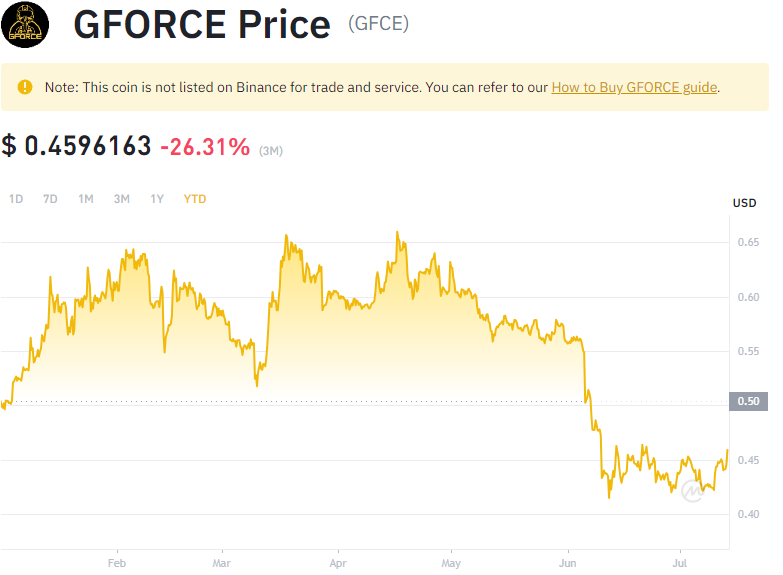 GFORCE
GFORCE Price (GFCE)
Note: This coin is not listed on Binance for trade and service. You can refer to our How to Buy GFORCE guide.
$ 0.4596163 -26.31% (3M)
1D 7D 1M 3M 1Y YTD
USD
0.65
0.60
0.55
0.50
0.45
0.40
Feb Mar Apr May Jun Jul